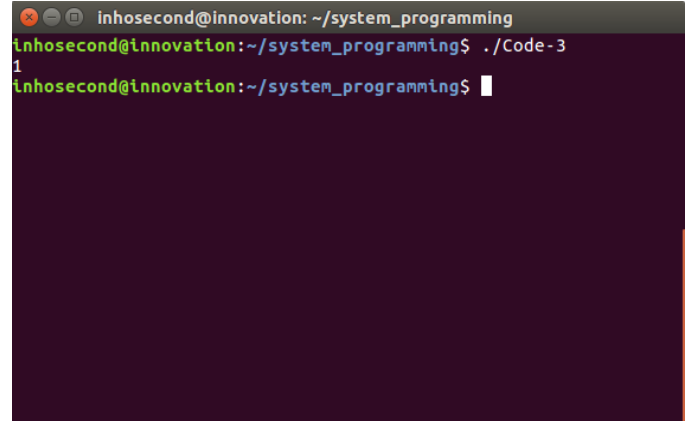 inhosecond@innovation: ~/system_programming
inhosecond@innovation:~/system_programming$ ./Code-3
1
inhosecond@innovation:~/system_programming$